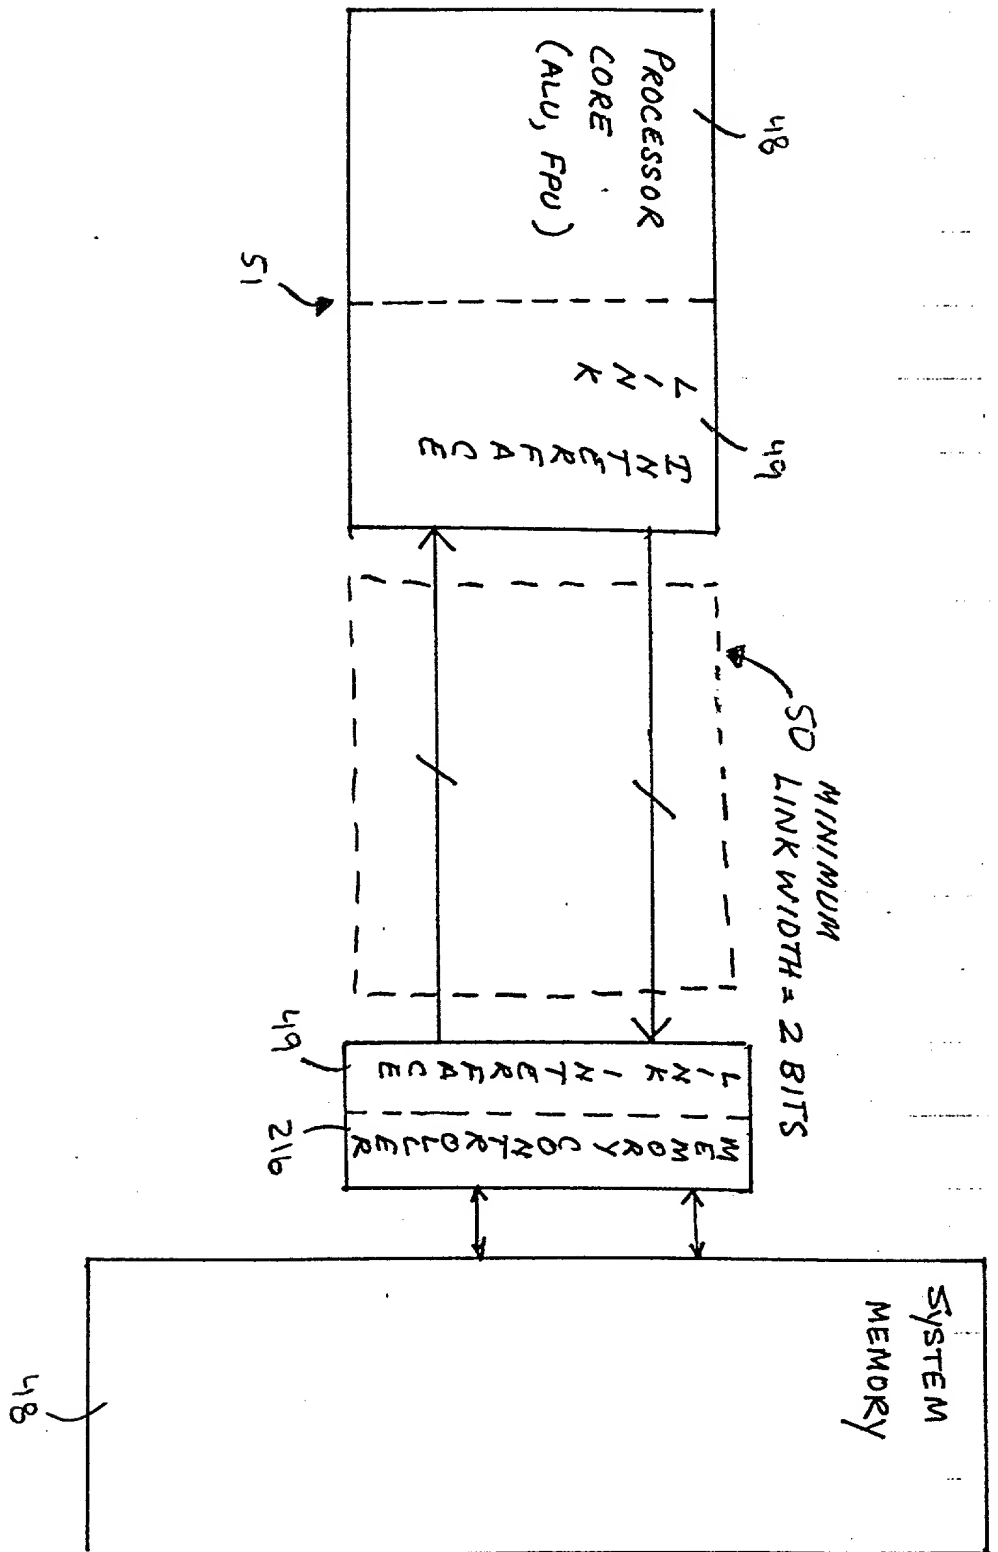 48
PROCESSOR
CORE
(ALU, FPU)
51
49
LINK
INTERFACE
50
MINIMUM
LINK WIDTH = 2 BITS
49
LINK INTERFACE
216
MEMORY CONTROLLER
SYSTEM
MEMORY
48